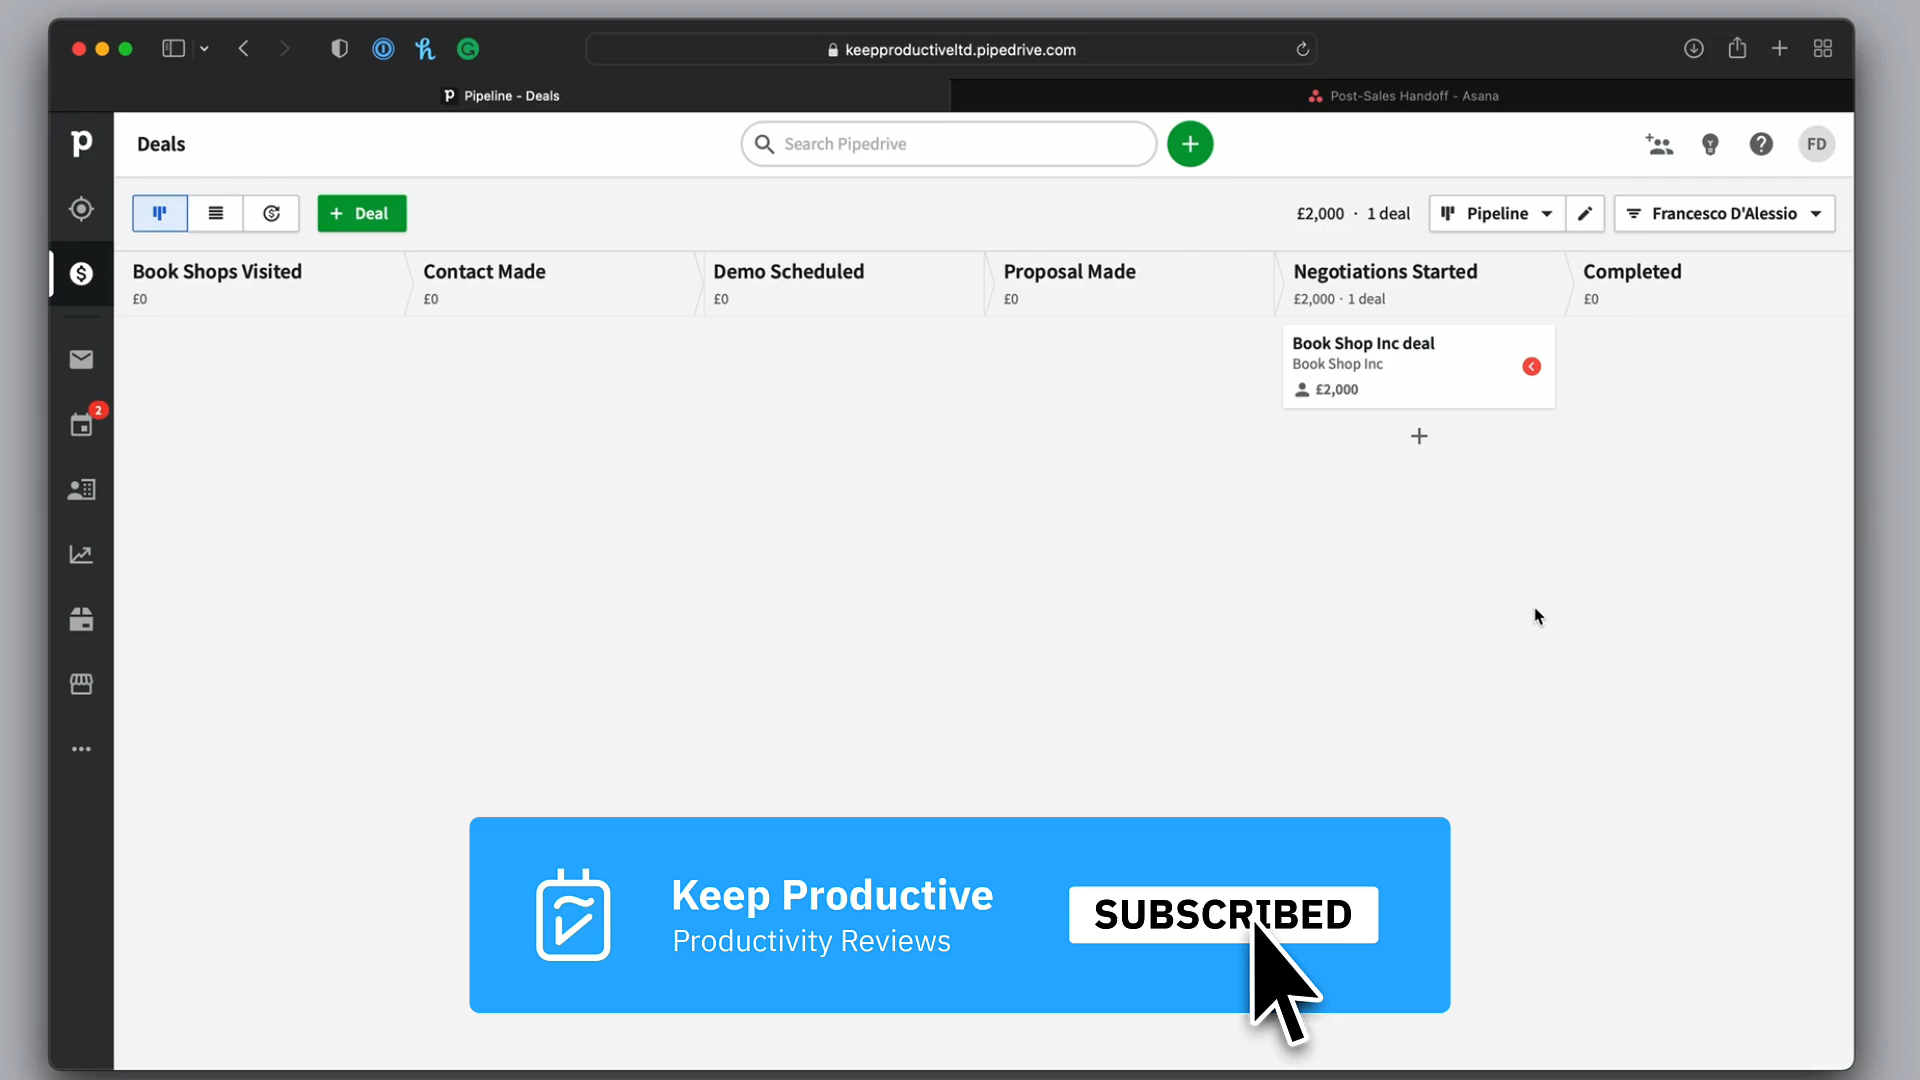 keepproductiveltd.pipedrive.com
Pipeline – Deals
Post-Sales Handoff – Asana
Deals
Search Pipedrive
FD
+ Deal
£2,000 · 1 deal
Pipeline
Francesco D'Alessio
Book Shops Visited
£0
Contact Made
£0
Demo Scheduled
£0
Proposal Made
£0
Negotiations Started
£2,000 · 1 deal
Completed
£0
Book Shop Inc deal
Book Shop Inc
£2,000
2
Keep Productive
Productivity Reviews
SUBSCRIBED